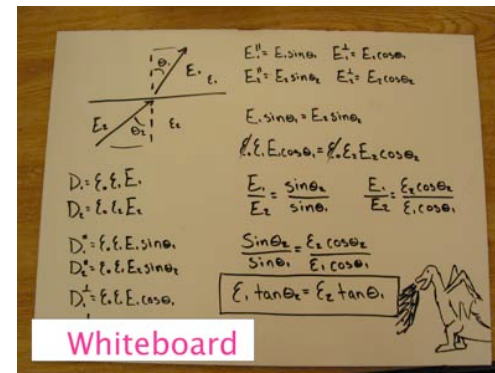 θ₁
E₁ ε₁
E₂ θ₂ ε₂
D₁ = ε₀ε₁E₁
D₂ = ε₀ε₂E₂
D₁" = ε₀ε₁E₁sinθ₁
D₂" = ε₀ε₂E₂sinθ₂
D₁⊥ = ε₀ε₁E₁cosθ₁
E₁" = E₁sinθ₁ E₁⊥ = E₁cosθ₁
E₂" = E₂sinθ₂ E₂⊥ = E₂cosθ₂
E₁sinθ₁ = E₂sinθ₂
ε₀ε₁E₁cosθ₁ = ε₀ε₂E₂cosθ₂
E₁/E₂ = sinθ₂/sinθ₁ E₁/E₂ = ε₂cosθ₂/ε₁cosθ₁
Sinθ₂/sinθ₁ = ε₂cosθ₂/ε₁cosθ₁
ε₁tanθ₂ = ε₂tanθ₁
Whiteboard